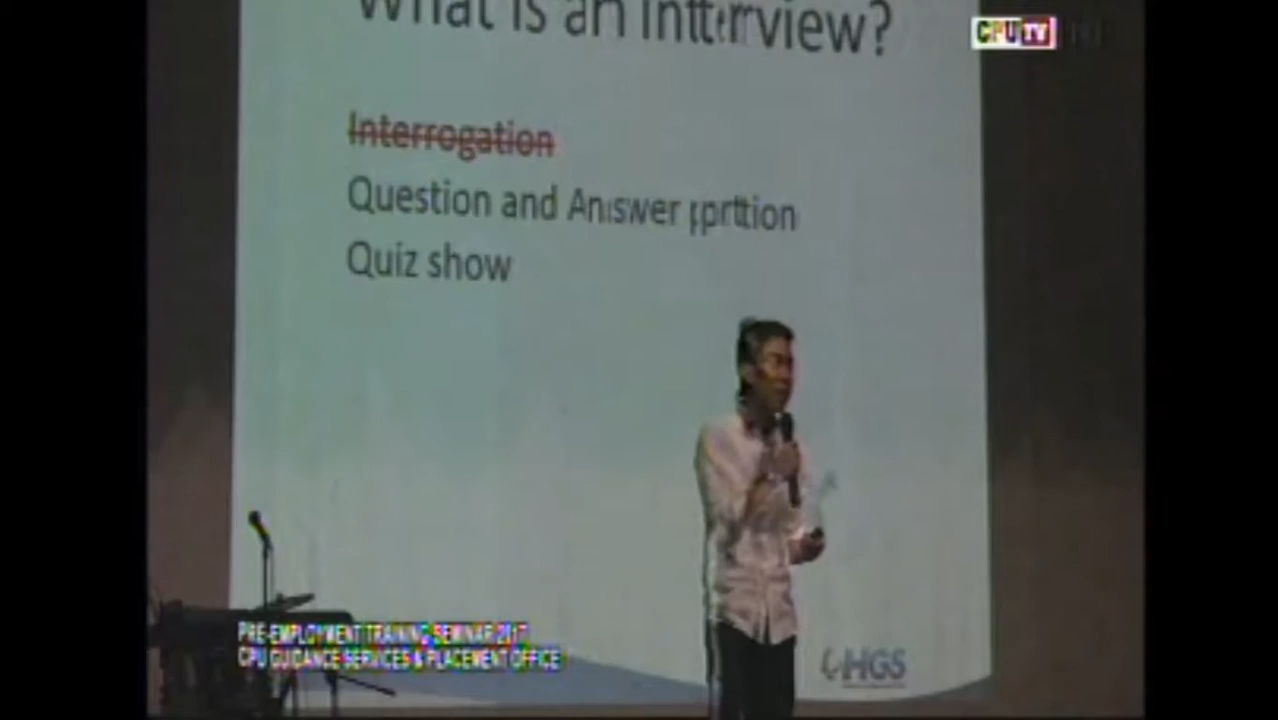 What is an Interview?
CPU TV
Interrogation
Question and Answer portion
Quiz show
PRE-EMPLOYMENT TRAINING SEMINAR 2017
CPU GUIDANCE SERVICES & PLACEMENT OFFICE
HGS